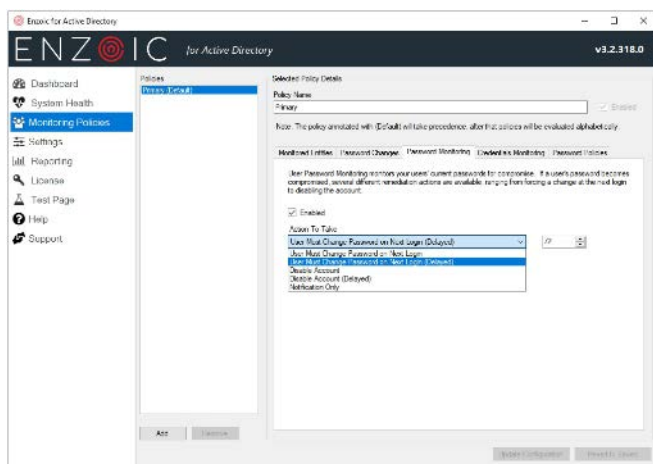 Enzoic for Active Directory
ENZOIC for Active Directory
v3.2.318.0
Dashboard
System Health
Monitoring Policies
Settings
Reporting
License
Test Page
Help
Support
Policies
Primary (Default)
Add
Remove
Selected Policy Details
Policy Name
Primary
Enabled
Note: The policy annotated with (Default) will take precedence, after that policies will be evaluated alphabetically.
Monitored Entities Password Changes Password Monitoring Credentials Monitoring Password Policies
User Password Monitoring monitors your users' current passwords for compromise. If a user's password becomes
compromised, several different remediation actions are available, ranging from forcing a change at the next login
to disabling the account.
Enabled
Action To Take
User Must Change Password on Next Login (Delayed)
72
User Must Change Password on Next Login
User Must Change Password on Next Login (Delayed)
Disable Account
Disable Account (Delayed)
Notification Only
Update Configuration
Revert to Saved